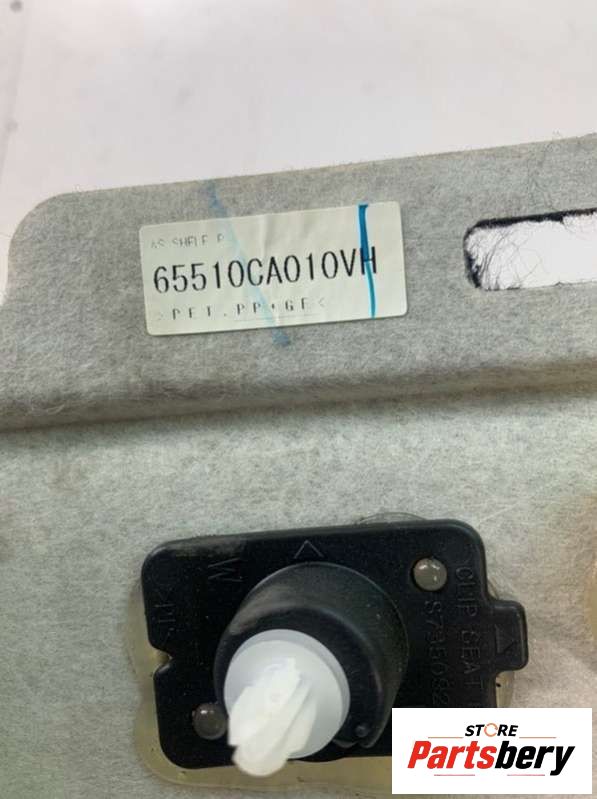 AS SHELF R
65510CA010VH
>PET.PP+GF<
W
CLIP SEAT
STORE
Partsbery